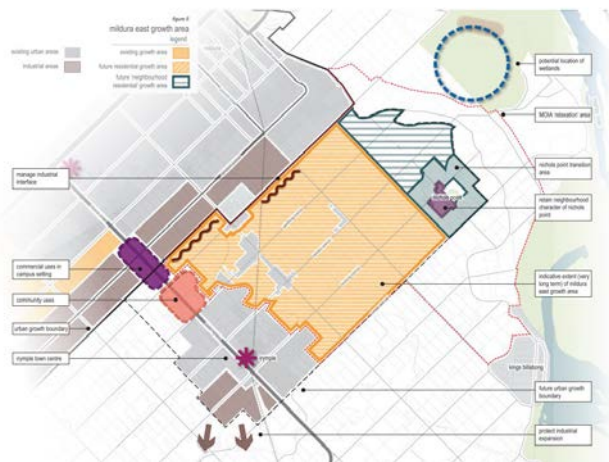 figure 6
mildura east growth area
legend
existing urban areas
industrial areas
existing growth area
future residential growth area
future 'neighbourhood
residential' growth area
potential location of
wetlands
MOIA 'relaxation' area
nichols point transition
area
retain neighbourhood
character of nichols
point
nichols point
manage industrial
interface
commercial uses in
campus setting
community uses
urban growth boundary
irymple town centre
irymple
indicative extent (very
long term) of mildura
east growth area
kings billabong
future urban growth
boundary
protect industrial
expansion